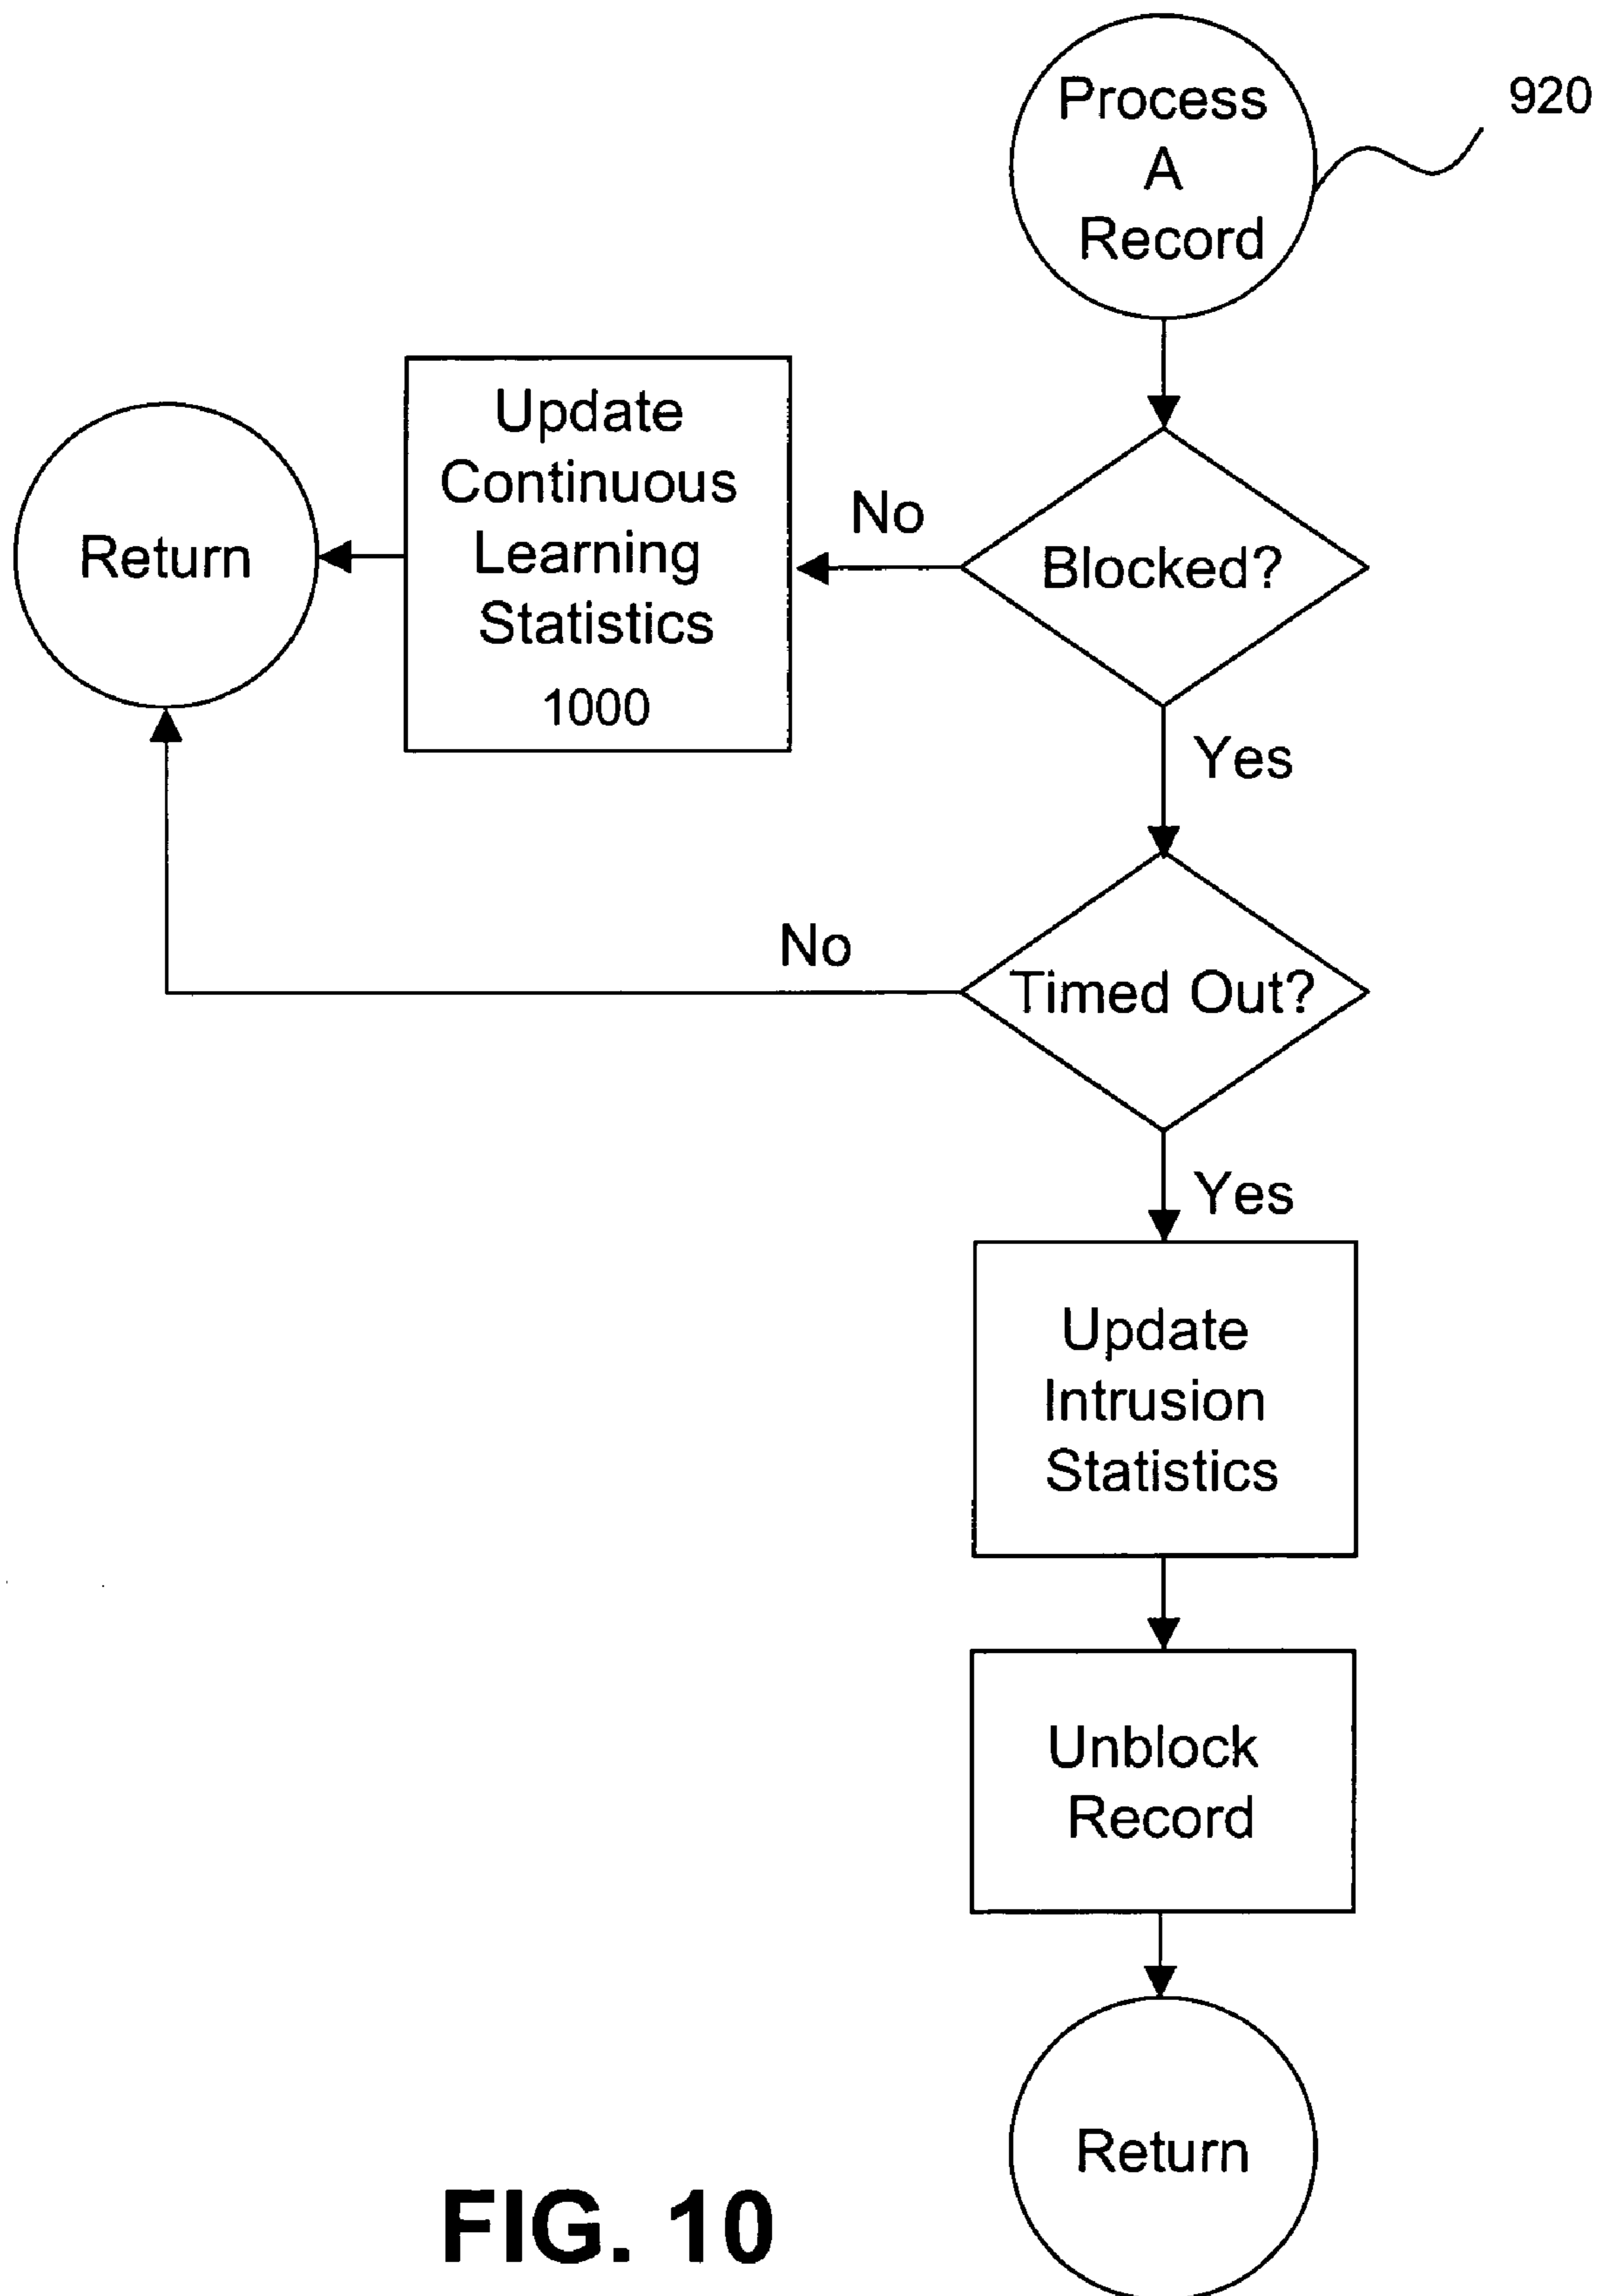 Process
A
Record
920
Update
Continuous
Learning
Statistics
1000
No
Blocked?
Return
Yes
No
Timed Out?
Yes
Update
Intrusion
Statistics
Unblock
Record
Return
FIG. 10